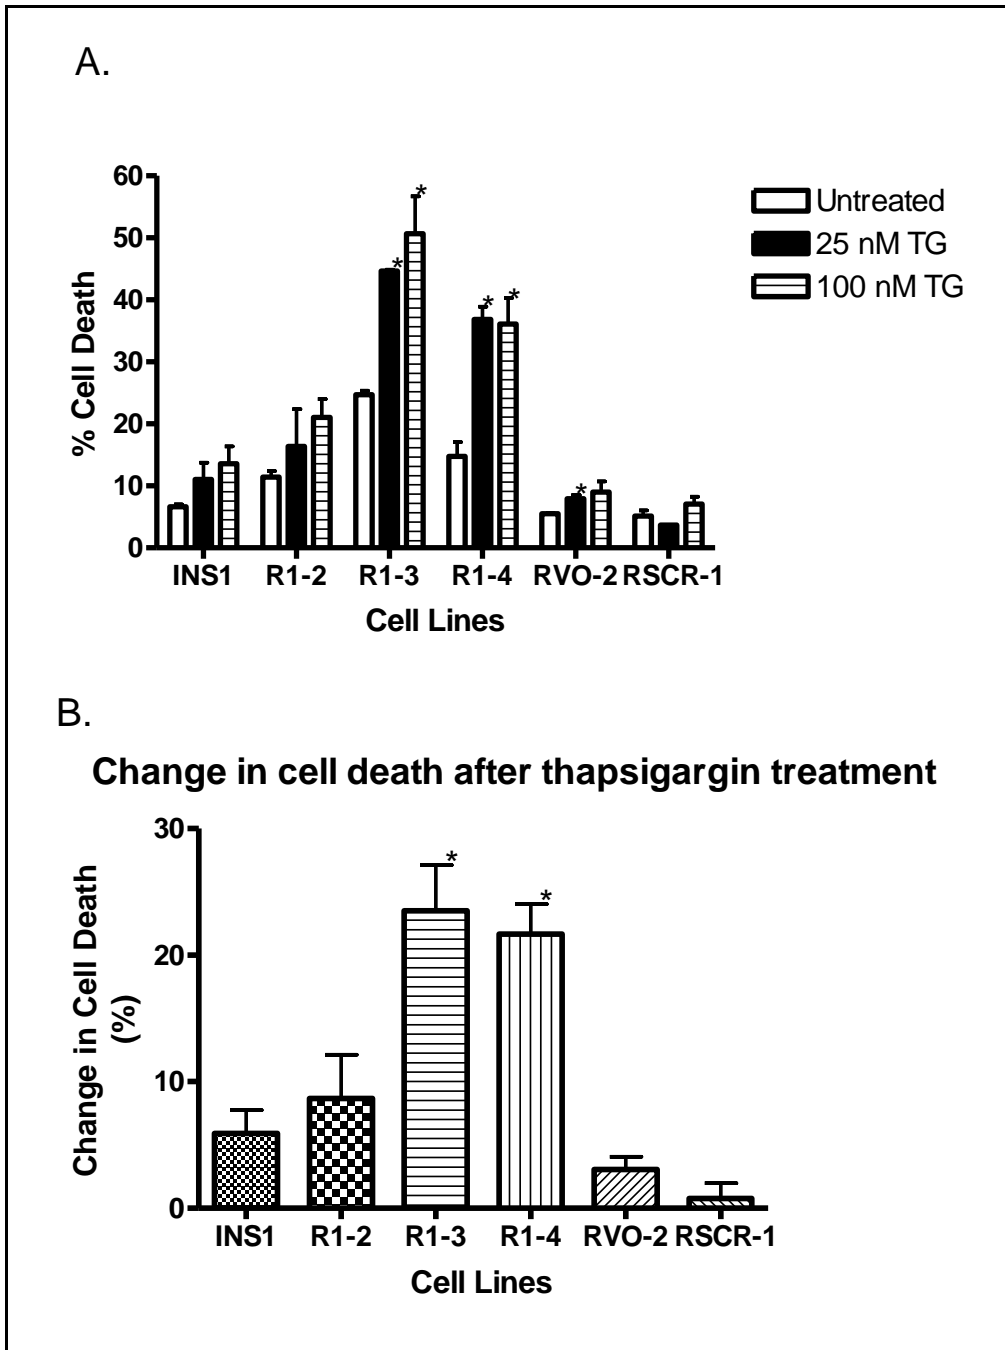 A.
60
50
40
30
20
10
0
% Cell Death
* * * * *
INS1 R1-2 R1-3 R1-4 RVO-2 RSCR-1
Cell Lines
Untreated
25 nM TG
100 nM TG
B.
Change in cell death after thapsigargin treatment
30
20
10
0
Change in Cell Death
(%)
* *
INS1 R1-2 R1-3 R1-4 RVO-2 RSCR-1
Cell Lines